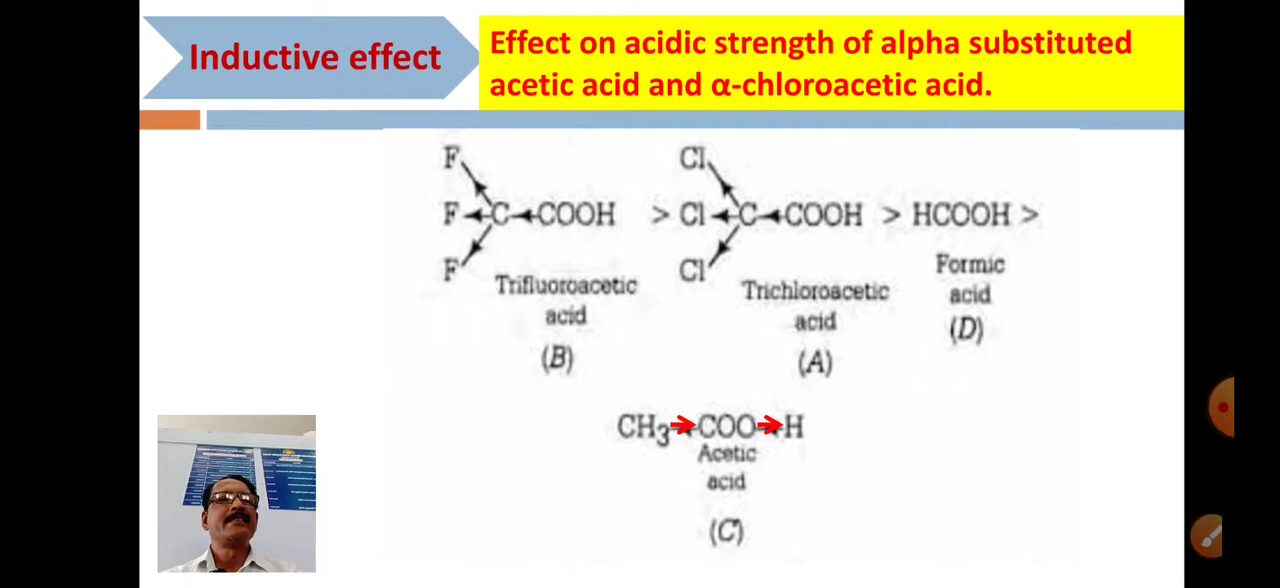 Inductive effect
Effect on acidic strength of alpha substituted
acetic acid and α-chloroacetic acid.
F
F C COOH > Cl C COOH > HCOOH >
F
Cl
Cl
Trifluoroacetic
acid
(B)
Trichloroacetic
acid
(A)
Formic
acid
(D)
CH3 COO H
Acetic
acid
(C)